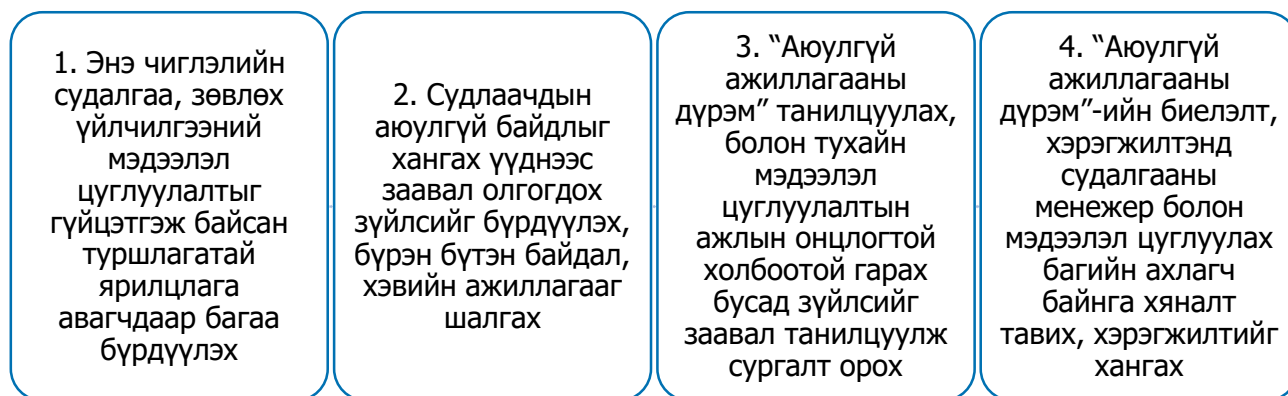 1. Энэ чиглэлийн
судалгаа, зөвлөх
үйлчилгээний
мэдээлэл
цуглуулалтыг
гүйцэтгэж байсан
туршлагатай
ярилцлага
авагчдаар багаа
бүрдүүлэх
2. Судлаачдын
аюулгүй байдлыг
хангах үүднээс
заавал олгогдох
зүйлсийг бүрдүүлэх,
бүрэн бүтэн байдал,
хэвийн ажиллагааг
шалгах
3. “Аюулгүй
ажиллагааны
дүрэм” танилцуулах,
болон тухайн
мэдээлэл
цуглуулалтын
ажлын онцлогтой
холбоотой гарах
бусад зүйлсийг
заавал танилцуулж
сургалт орох
4. “Аюулгүй
ажиллагааны
дүрэм”-ийн биелэлт,
хэрэгжилтэнд
судалгааны
менежер болон
мэдээлэл цуглуулах
багийн ахлагч
байнга хяналт
тавих, хэрэгжилтийг
хангах